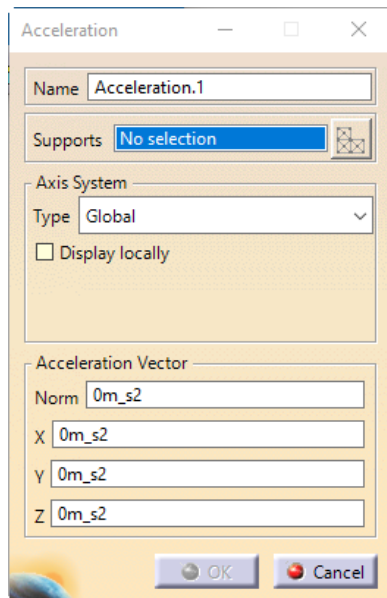 Acceleration
Name Acceleration.1
Supports No selection
Axis System
Type Global
Display locally
Acceleration Vector
Norm 0m_s2
X 0m_s2
Y 0m_s2
Z 0m_s2
OK Cancel